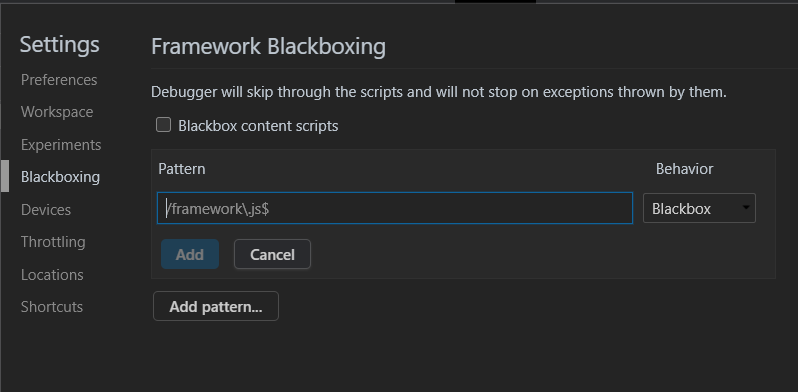 Settings
Preferences
Workspace
Experiments
Blackboxing
Devices
Throttling
Locations
Shortcuts
Framework Blackboxing
Debugger will skip through the scripts and will not stop on exceptions thrown by them.
Blackbox content scripts
Pattern Behavior
/framework\.js$ Blackbox
Add Cancel
Add pattern...